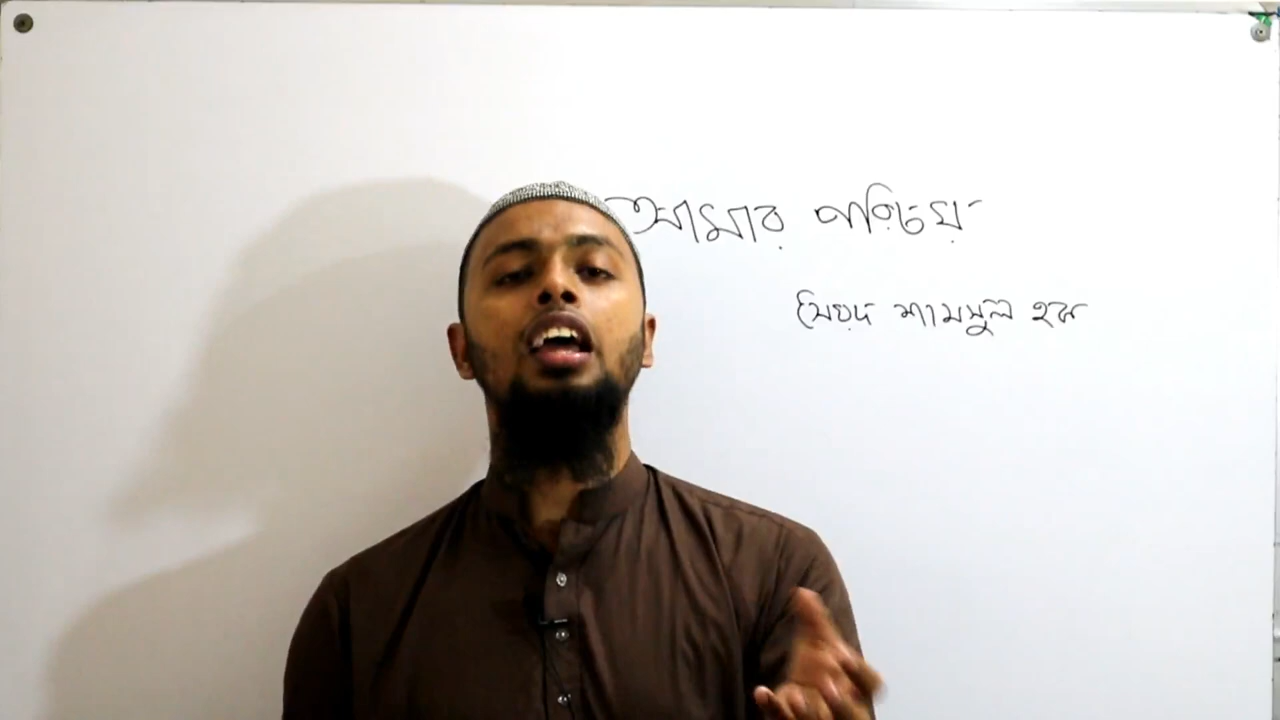 আমার পরিচয়
সৈয়দ শামসুল হক